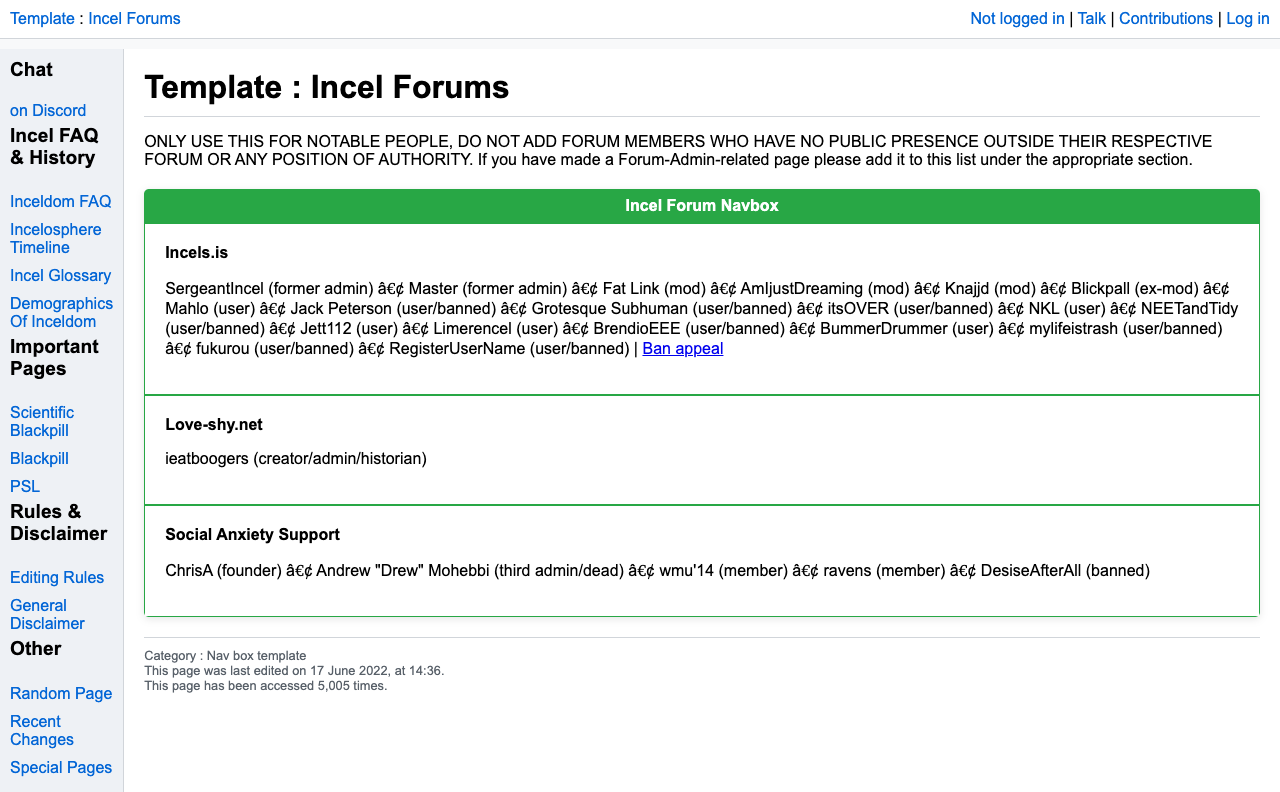 Template : Incel Forums
Not logged in | Talk | Contributions | Log in
Chat
on Discord
Incel FAQ
& History
Inceldom FAQ
Incelosphere
Timeline
Incel Glossary
Demographics
Of Inceldom
Important
Pages
Scientific
Blackpill
Blackpill
PSL
Rules &
Disclaimer
Editing Rules
General
Disclaimer
Other
Random Page
Recent
Changes
Special Pages
Template : Incel Forums
ONLY USE THIS FOR NOTABLE PEOPLE, DO NOT ADD FORUM MEMBERS WHO HAVE NO PUBLIC PRESENCE OUTSIDE THEIR RESPECTIVE
FORUM OR ANY POSITION OF AUTHORITY. If you have made a Forum-Admin-related page please add it to this list under the appropriate section.
Incel Forum Navbox
Incels.is
SergeantIncel (former admin) â€¢ Master (former admin) â€¢ Fat Link (mod) â€¢ AmIjustDreaming (mod) â€¢ Knajjd (mod) â€¢ Blickpall (ex-mod) â€¢
Mahlo (user) â€¢ Jack Peterson (user/banned) â€¢ Grotesque Subhuman (user/banned) â€¢ itsOVER (user/banned) â€¢ NKL (user) â€¢ NEETandTidy
(user/banned) â€¢ Jett112 (user) â€¢ Limerencel (user) â€¢ BrendioEEE (user/banned) â€¢ BummerDrummer (user) â€¢ mylifeistrash (user/banned)
â€¢ fukurou (user/banned) â€¢ RegisterUserName (user/banned) | Ban appeal
Love-shy.net
ieatboogers (creator/admin/historian)
Social Anxiety Support
ChrisA (founder) â€¢ Andrew "Drew" Mohebbi (third admin/dead) â€¢ wmu'14 (member) â€¢ ravens (member) â€¢ DesiseAfterAll (banned)
Category : Nav box template
This page was last edited on 17 June 2022, at 14:36.
This page has been accessed 5,005 times.